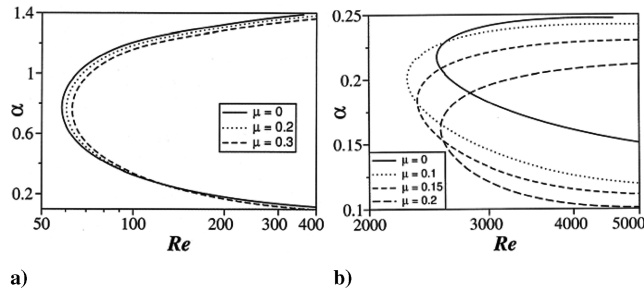 1.4
1
0.6
0.2
α
μ = 0
μ = 0.2
μ = 0.3
50
100
200
300
400
Re
a)
0.25
0.2
0.15
0.1
α
μ = 0
μ = 0.1
μ = 0.15
μ = 0.2
2000
3000
4000
5000
Re
b)